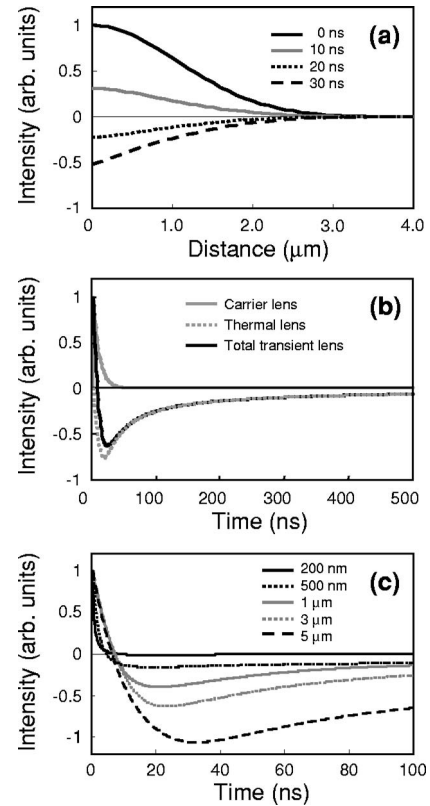 (a)
0 ns
10 ns
20 ns
30 ns
Intensity (arb. units)
1
0.5
0
-0.5
-1
0 1.0 2.0 3.0 4.0
Distance (μm)
(b)
Carrier lens
Thermal lens
Total transient lens
Intensity (arb. units)
1
0.5
0
-0.5
-1
0 100 200 300 400 500
Time (ns)
(c)
200 nm
500 nm
1 μm
3 μm
5 μm
Intensity (arb. units)
1
0.5
0
-0.5
-1
0 20 40 60 80 100
Time (ns)